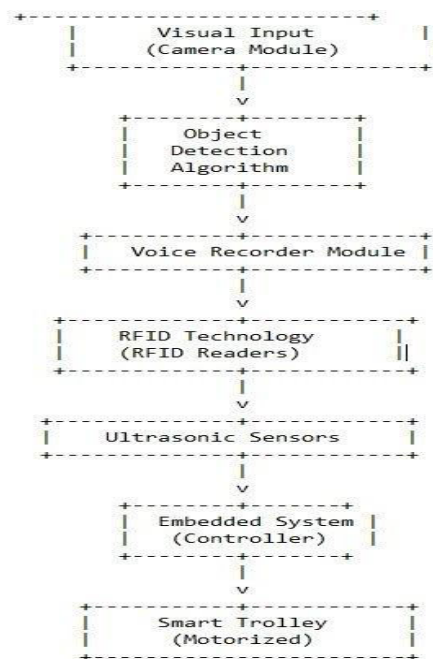 Visual Input
(Camera Module)
Object
Detection
Algorithm
Voice Recorder Module
RFID Technology
(RFID Readers)
Ultrasonic Sensors
Embedded System
(Controller)
Smart Trolley
(Motorized)